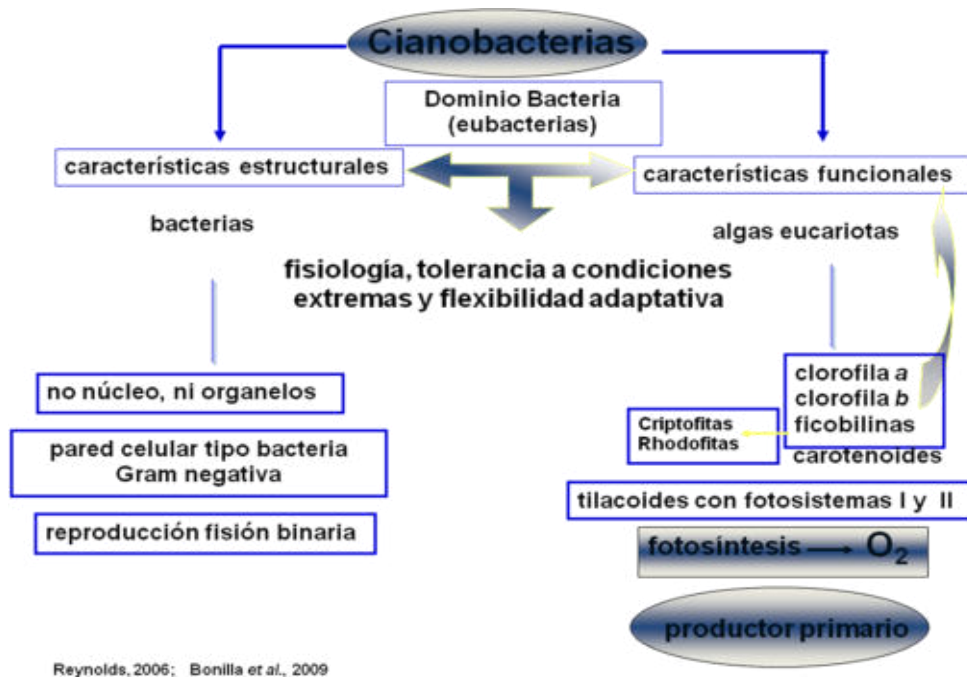 Cianobacterias
Dominio Bacteria
(eubacterias)
características estructurales
características funcionales
bacterias
algas eucariotas
fisiología, tolerancia a condiciones
extremas y flexibilidad adaptativa
no núcleo, ni organelos
pared celular tipo bacteria
Gram negativa
reproducción fisión binaria
clorofila a
clorofila b
ficobilinas
carotenoides
Criptofitas
Rhodofitas
tilacoides con fotosistemas I y II
fotosíntesis → O₂
productor primario
Reynolds, 2006; Bonilla et al., 2009